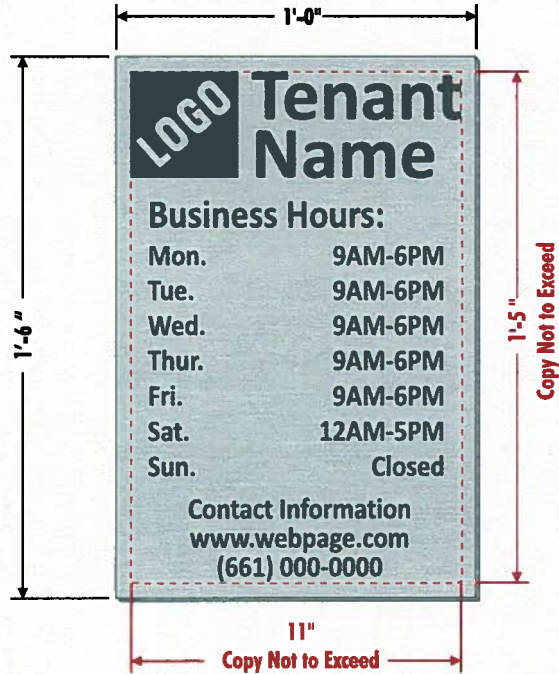 1'-0"
LOGO
Tenant
Name
Business Hours:
Mon. 9AM-6PM
Tue. 9AM-6PM
Wed. 9AM-6PM
Thur. 9AM-6PM
Fri. 9AM-6PM
Sat. 12AM-5PM
Sun. Closed
Contact Information
www.webpage.com
(661) 000-0000
1'-6"
1'-5"
Copy Not to Exceed
11"
Copy Not to Exceed